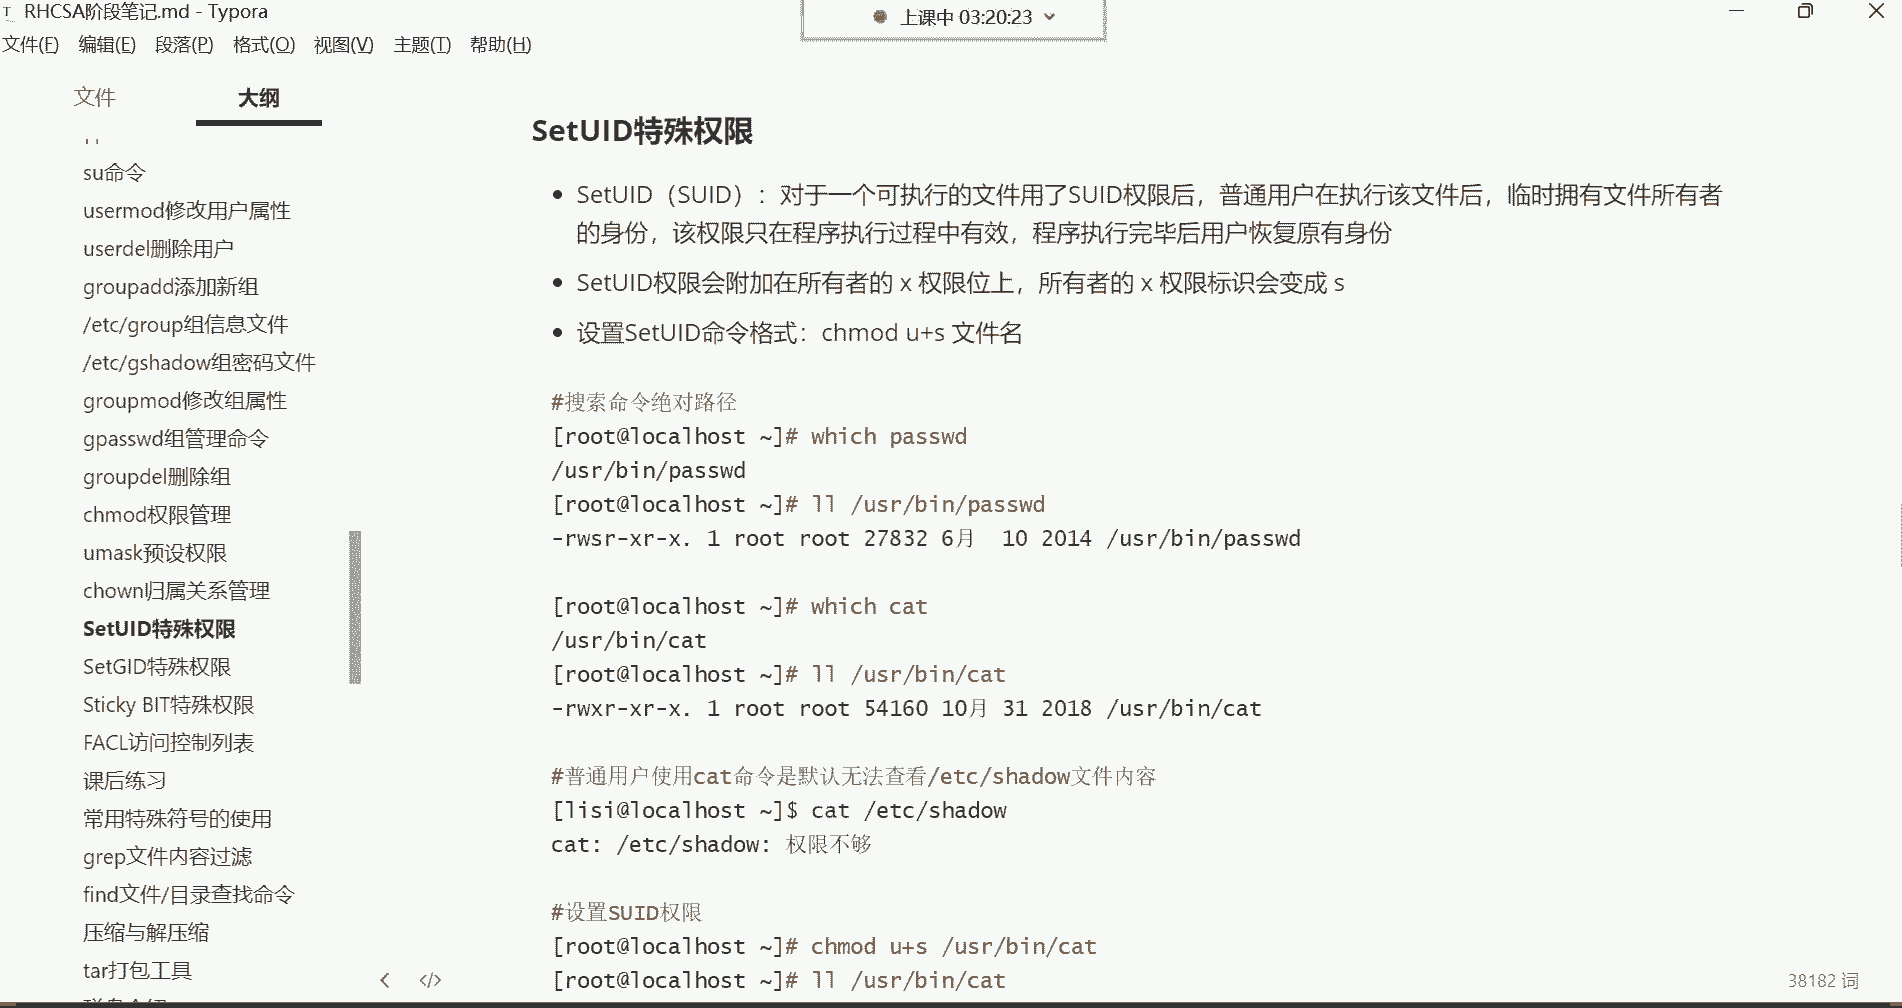 RHCSA阶段笔记.md - Typora
上课中 03:20:23
文件(F) 编辑(E) 段落(P) 格式(O) 视图(V) 主题(T) 帮助(H)
文件 大纲
su命令
usermod修改用户属性
userdel删除用户
groupadd添加新组
/etc/group组信息文件
/etc/gshadow组密码文件
groupmod修改组属性
gpasswd组管理命令
groupdel删除组
chmod权限管理
umask预设权限
chownl归属关系管理
SetUID特殊权限
SetGID特殊权限
Sticky BIT特殊权限
FACL访问控制列表
课后练习
常用特殊符号的使用
grep文件内容过滤
find文件/目录查找命令
压缩与解压缩
tar打包工具
SetUID特殊权限
SetUID（SUID）：对于一个可执行的文件用了SUID权限后，普通用户在执行该文件后，临时拥有文件所有者
的身份，该权限只在程序执行过程中有效，程序执行完毕后用户恢复原有身份
SetUID权限会附加在所有者的 x 权限位上，所有者的 x 权限标识会变成 s
设置SetUID命令格式：chmod u+s 文件名
#搜索命令绝对路径
[root@localhost ~]# which passwd
/usr/bin/passwd
[root@localhost ~]# ll /usr/bin/passwd
-rwsr-xr-x. 1 root root 27832 6月  10 2014 /usr/bin/passwd
[root@localhost ~]# which cat
/usr/bin/cat
[root@localhost ~]# ll /usr/bin/cat
-rwxr-xr-x. 1 root root 54160 10月 31 2018 /usr/bin/cat
#普通用户使用cat命令是默认无法查看/etc/shadow文件内容
[lisi@localhost ~]$ cat /etc/shadow
cat: /etc/shadow: 权限不够
#设置SUID权限
[root@localhost ~]# chmod u+s /usr/bin/cat
[root@localhost ~]# ll /usr/bin/cat
38182 词